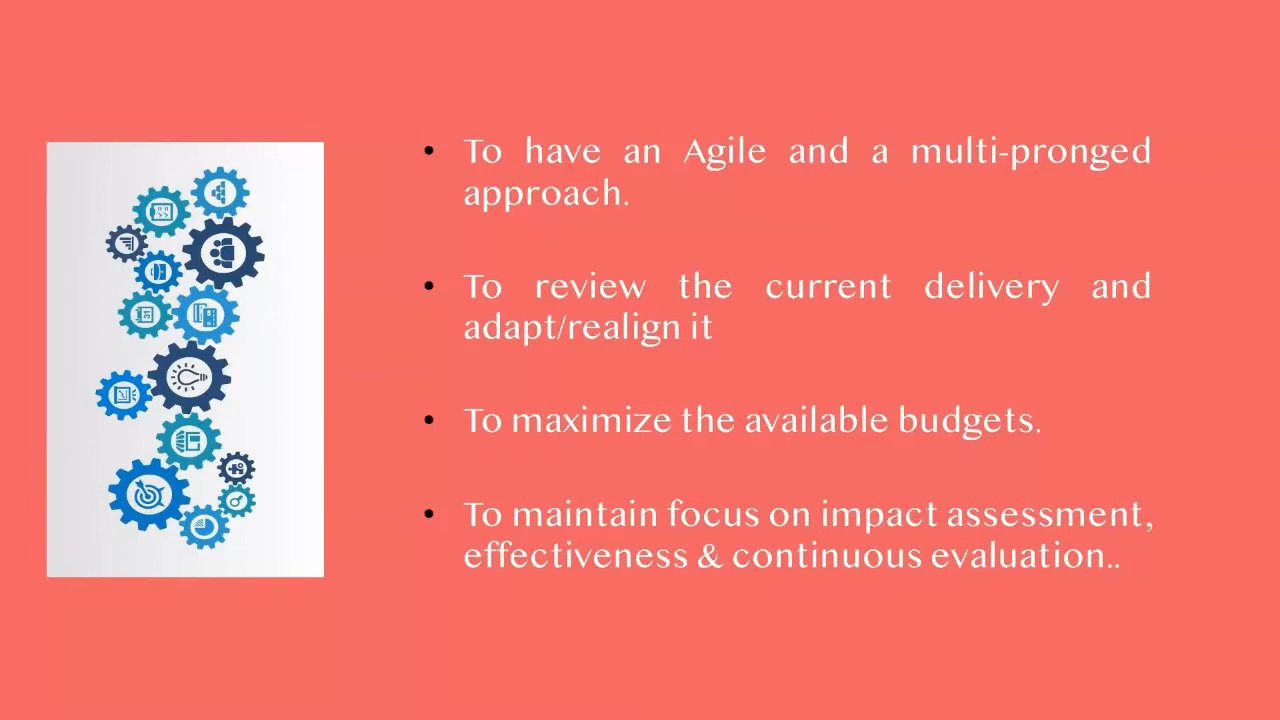 • To have an Agile and a multi-pronged
approach.
• To review the current delivery and
adapt/realign it
• To maximize the available budgets.
• To maintain focus on impact assessment,
effectiveness & continuous evaluation..